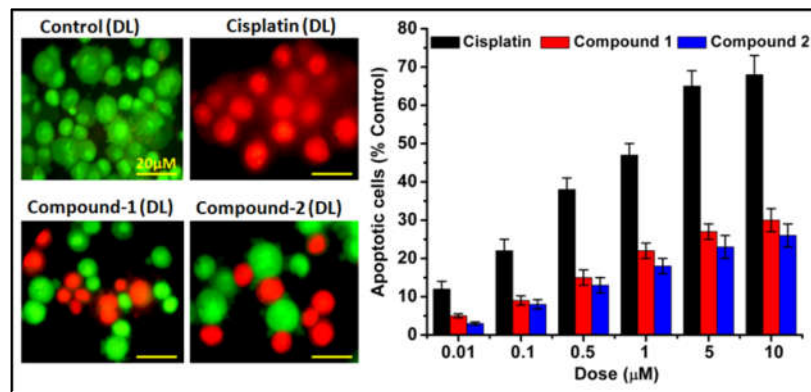 Control (DL)
Cisplatin (DL)
20μM
Compound-1 (DL)
Compound-2 (DL)
Cisplatin
Compound 1
Compound 2
80
70
60
50
40
30
20
10
0
Apoptotic cells (% Control)
0.01
0.1
0.5
1
5
10
Dose (μM)